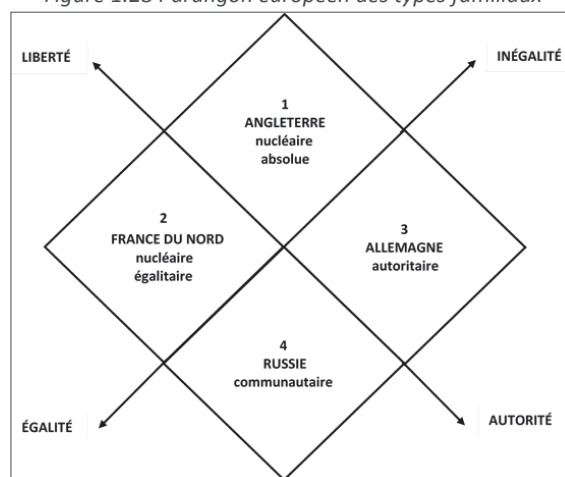 Figure 1.28 Parangon européen des types familiaux
LIBERTÉ
INÉGALITÉ
1
ANGLETERRE
nucléaire
absolue
2
FRANCE DU NORD
nucléaire
égalitaire
3
ALLEMAGNE
autoritaire
4
RUSSIE
communautaire
ÉGALITÉ
AUTORITÉ